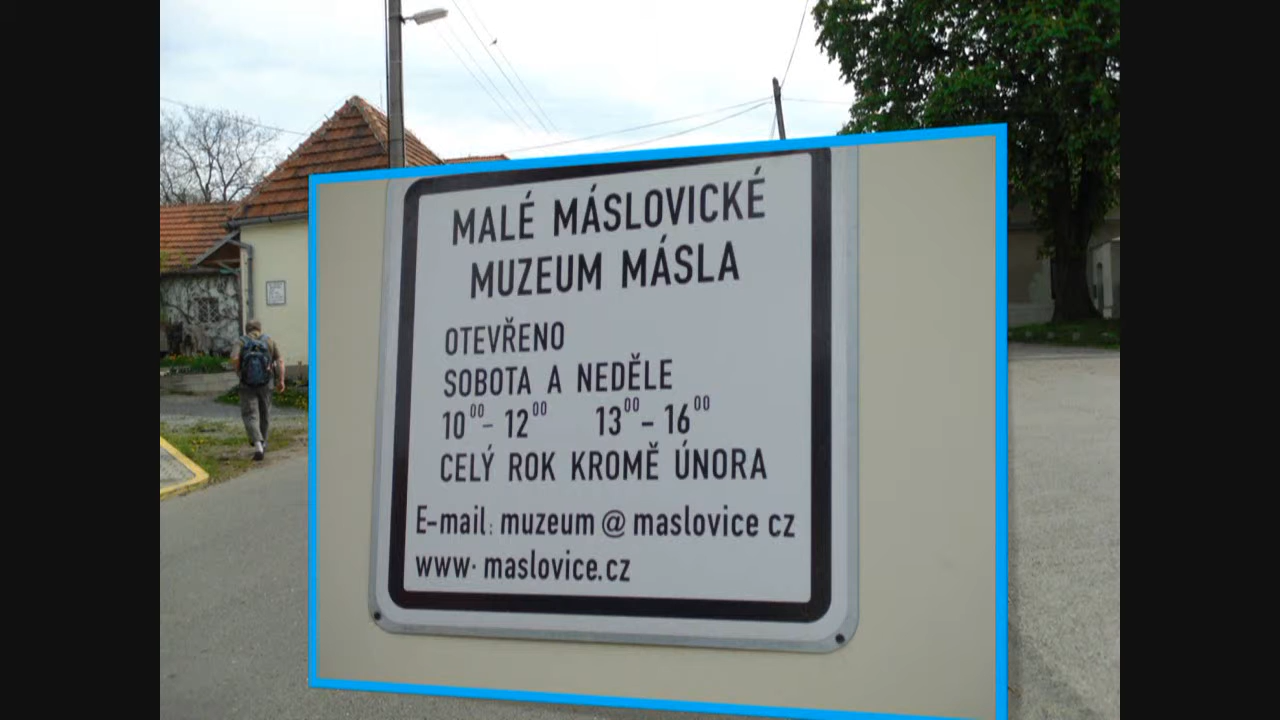 MALÉ MÁSLOVICKÉ
MUZEUM MÁSLA
OTEVŘENO
SOBOTA A NEDĚLE
10⁰⁰- 12⁰⁰ 13⁰⁰- 16⁰⁰
CELÝ ROK KROMĚ ÚNORA
E-mail: muzeum@maslovice cz
www. maslovice.cz